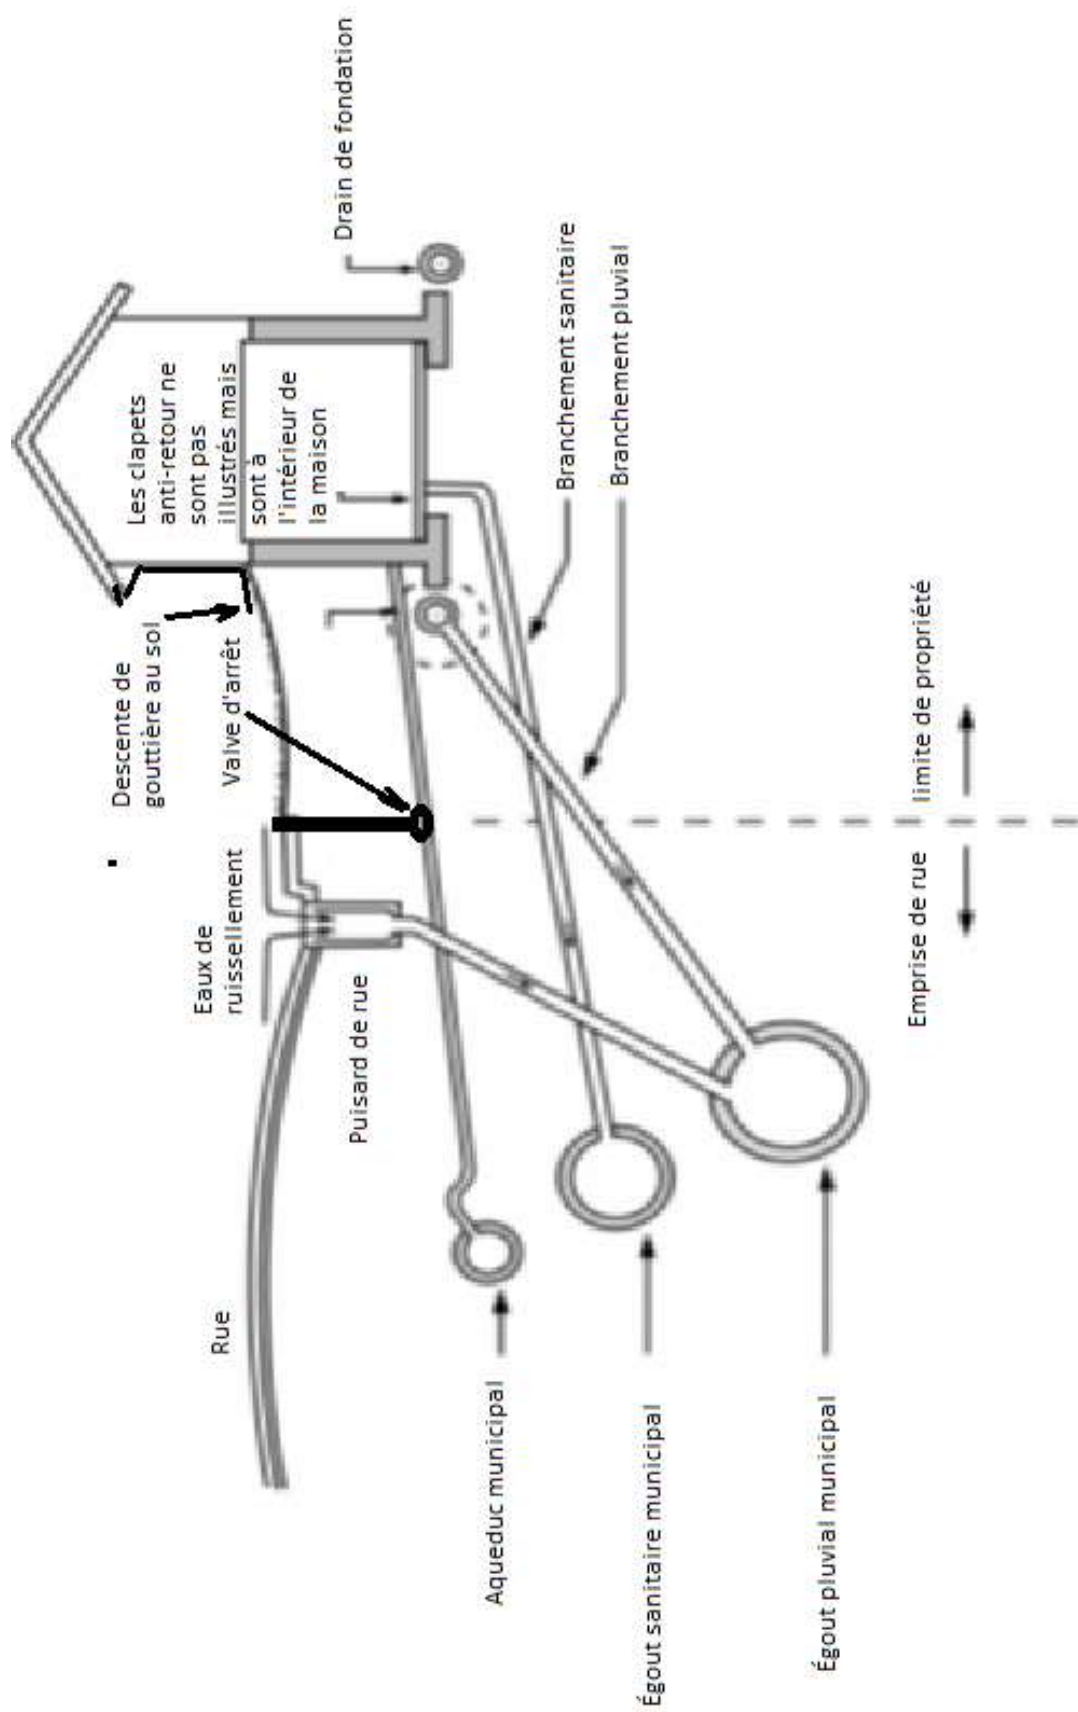 Les clapets
anti-retour ne
sont pas
illustrés mais
sont à
l'intérieur de
la maison
Drain de fondation
Descente de
gouttière au sol
Valve d'arrêt
Eaux de
ruissellement
Puisard de rue
Rue
Branchement sanitaire
Branchement pluvial
Emprise de rue
limite de propriété
Aqueduc municipal
Égout sanitaire municipal
Égout pluvial municipal